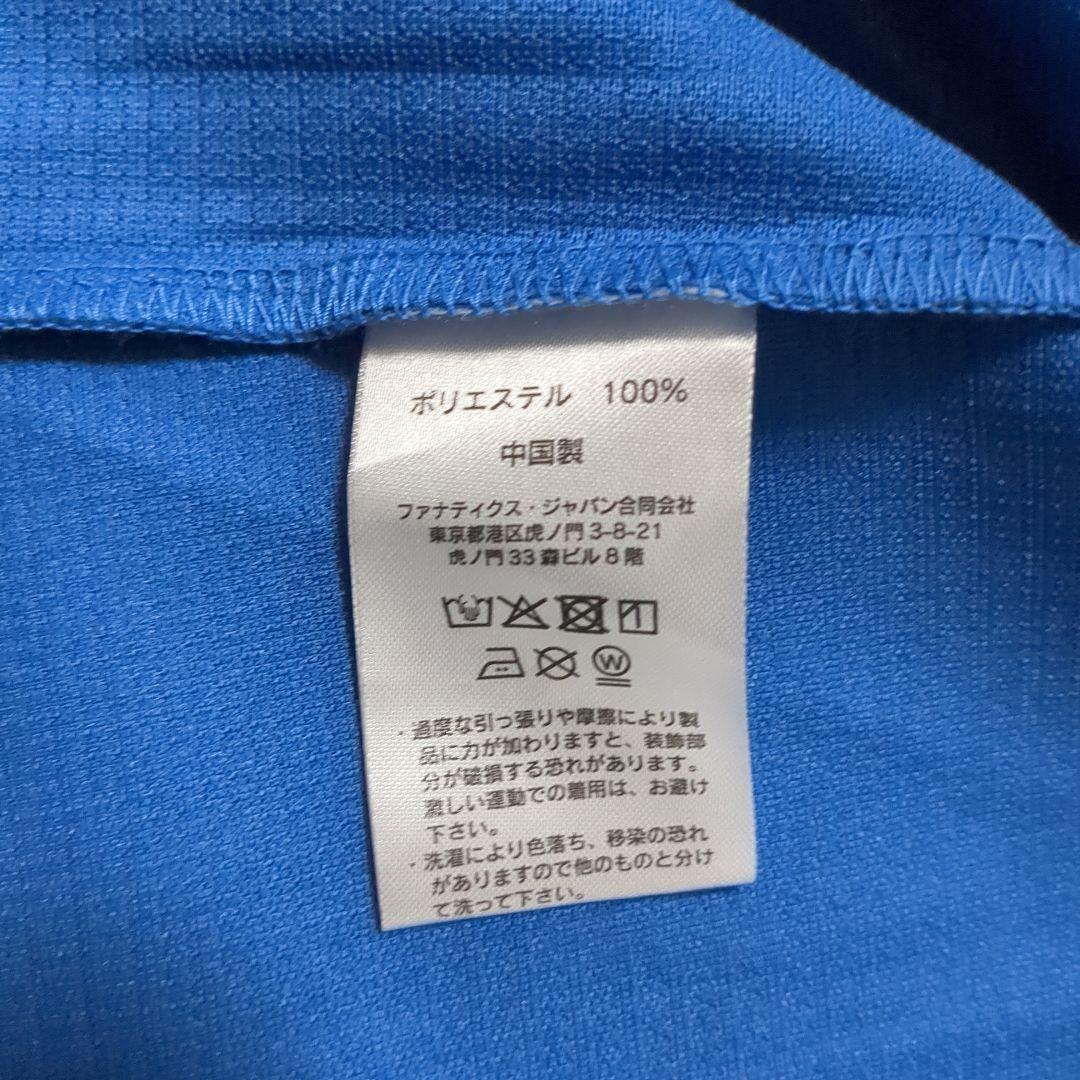 ポリエステル 100%
中国製
ファナティクス・ジャパン合同会社
東京都港区虎ノ門3-8-21
虎ノ門33森ビル8階
W
・過度な引っ張りや摩擦により製
品に力が加わりますと、装飾部
分が破損する恐れがあります。
激しい運動での着用は、お避け
下さい。
・洗濯により色落ち、移染の恐れ
がありますので他のものと分け
て洗って下さい。